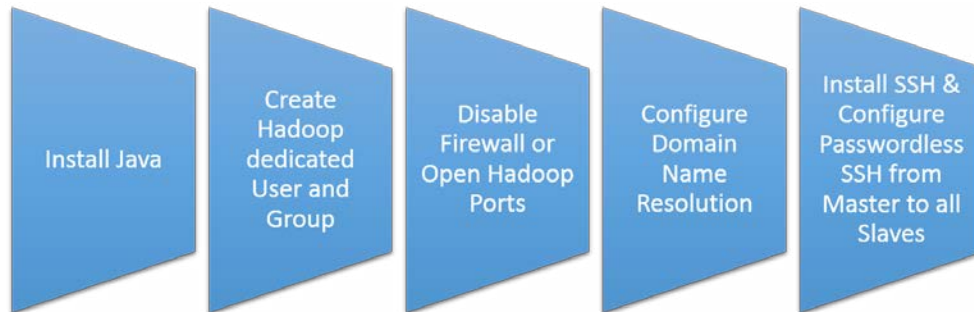 Install Java
Create
Hadoop
dedicated
User and
Group
Disable
Firewall or
Open Hadoop
Ports
Configure
Domain
Name
Resolution
Install SSH &
Configure
Passwordless
SSH from
Master to all
Slaves